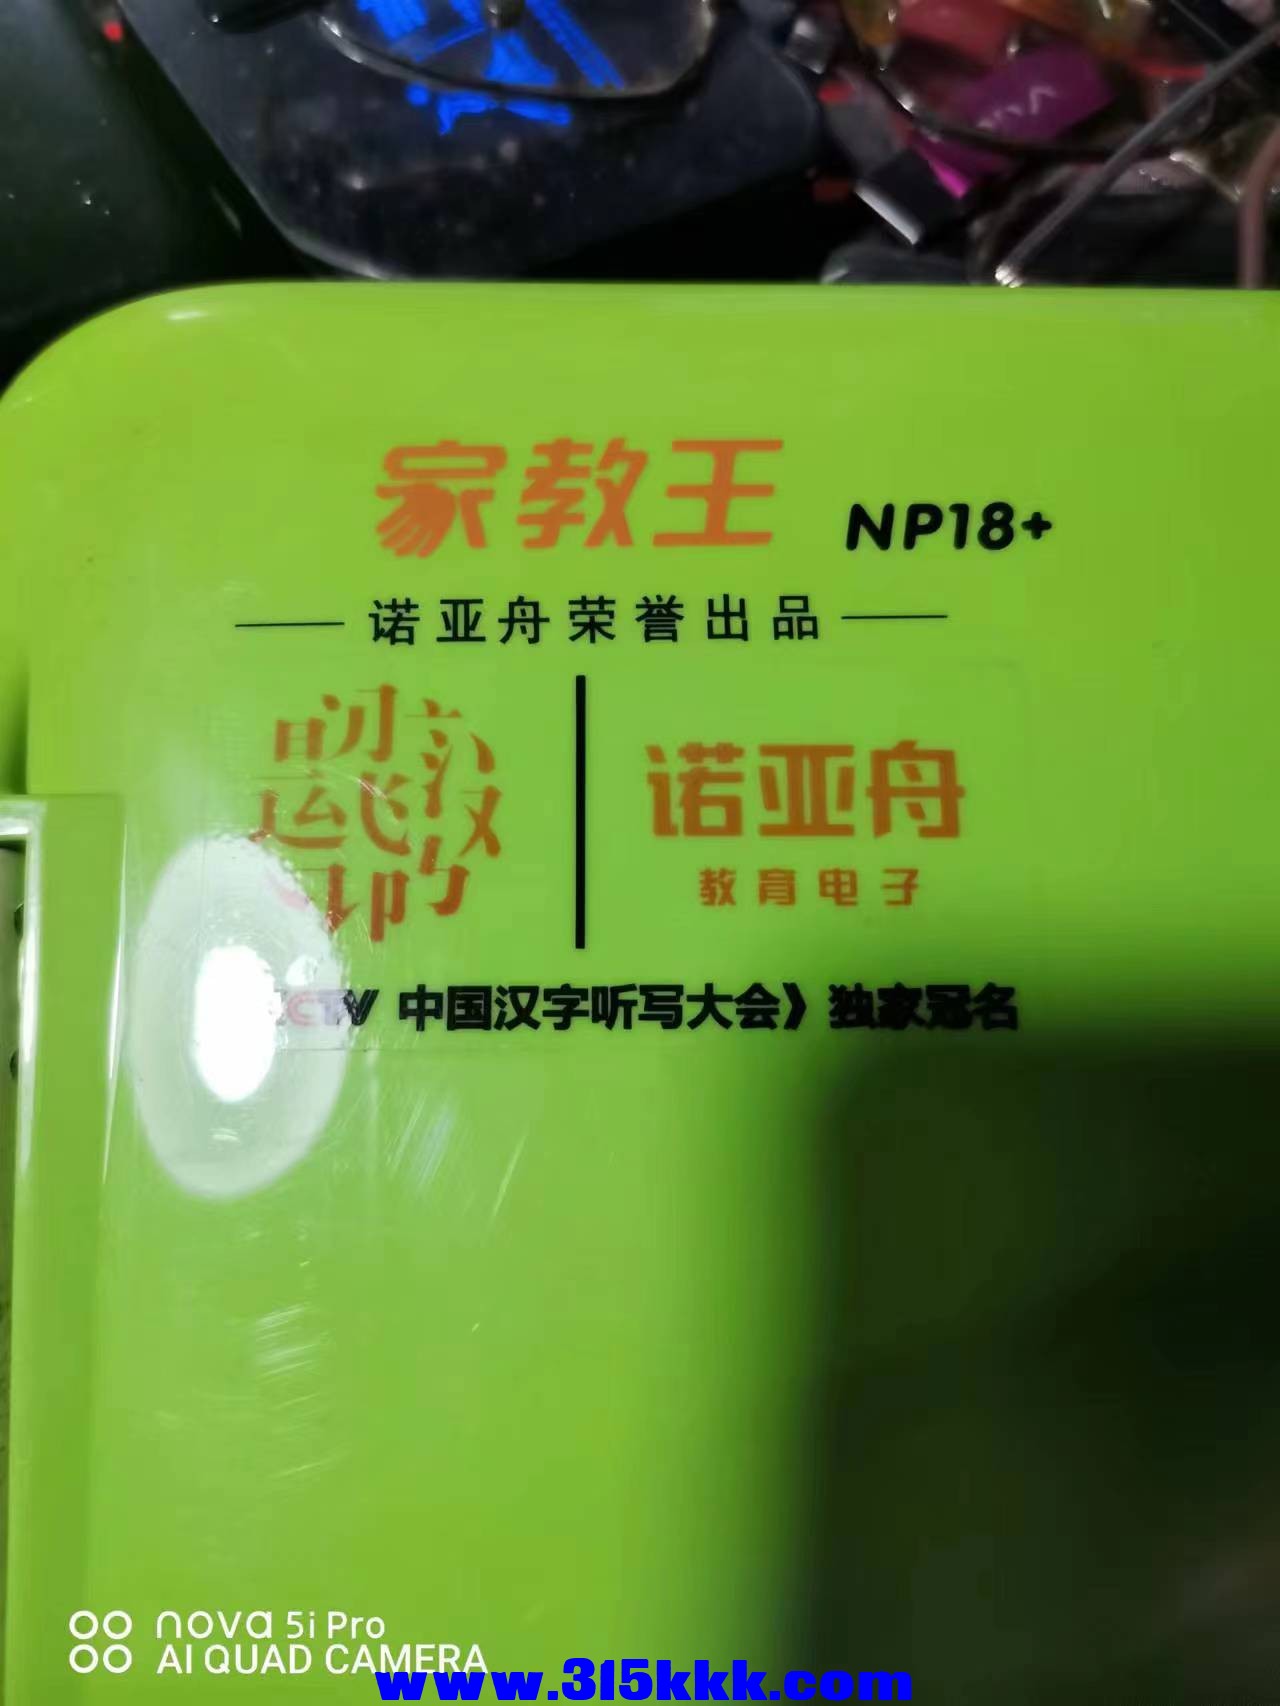 家教王 NP18+
诺亚舟荣誉出品
诺亚舟
教育电子
CCTV 中国汉字听写大会》独家冠名
nova 5i Pro
AI QUAD CAMERA
www.315kkk.com